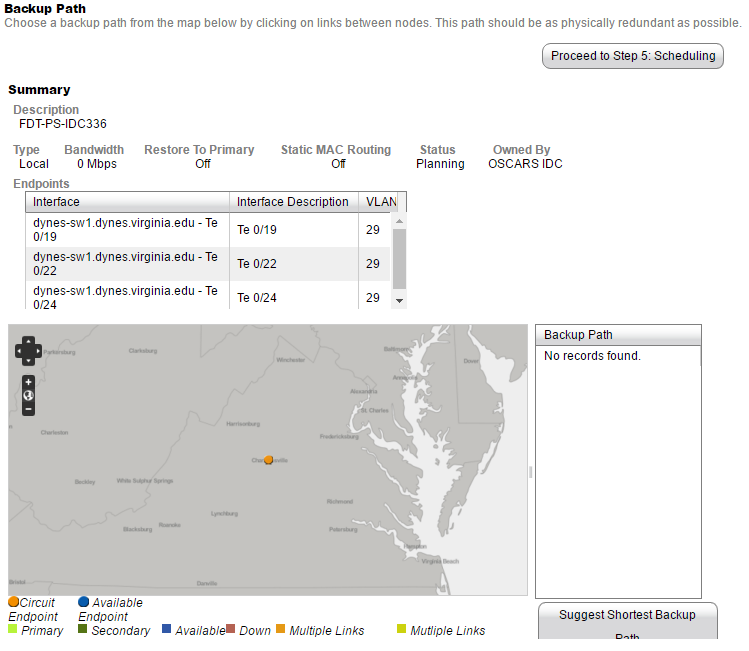 Backup Path
Choose a backup path from the map below by clicking on links between nodes. This path should be as physically redundant as possible.
Proceed to Step 5: Scheduling
Summary
Description
FDT-PS-IDC336
Type Bandwidth Restore To Primary Static MAC Routing Status Owned By
Local 0 Mbps Off Off Planning OSCARS IDC
Endpoints
Interface Interface Description VLAN
dynes-sw1.dynes.virginia.edu - Te
0/19 Te 0/19 29
dynes-sw1.dynes.virginia.edu - Te
0/22 Te 0/22 29
dynes-sw1.dynes.virginia.edu - Te
0/24 Te 0/24 29
Backup Path
No records found.
Parkersburg
Clarksburg
Winchester
Baltimore
Annapolis
Dover
Alexandria
St. Charles
Harrisonburg
Fredericksburg
Charleston
Beckley
White Sulphur Springs
Richmond
Lynchburg
Petersburg
Blacksburg
Roanoke
Hampton
Virginia Beach
Bristol
Danville
Circuit Endpoint
Available Endpoint
Primary Secondary Available Down Multiple Links Mutliple Links
Suggest Shortest Backup
Path